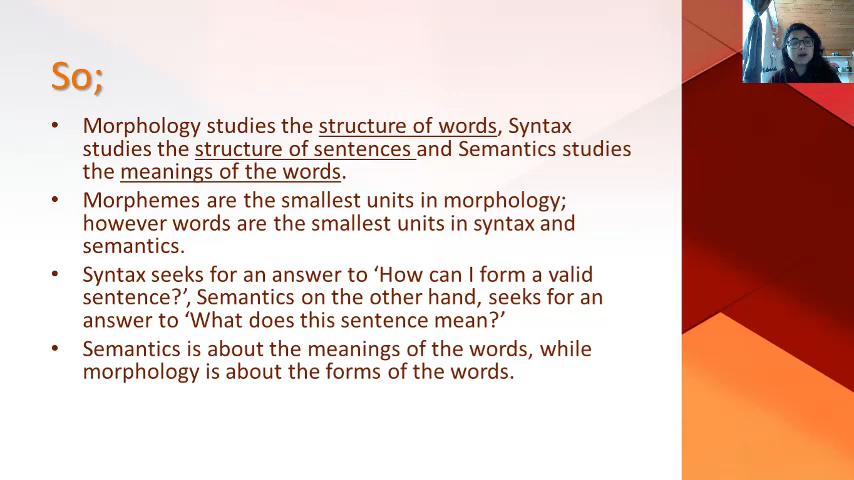 So;
• Morphology studies the structure of words, Syntax
studies the structure of sentences and Semantics studies
the meanings of the words.
• Morphemes are the smallest units in morphology;
however words are the smallest units in syntax and
semantics.
• Syntax seeks for an answer to ‘How can I form a valid
sentence?’, Semantics on the other hand, seeks for an
answer to ‘What does this sentence mean?’
• Semantics is about the meanings of the words, while
morphology is about the forms of the words.